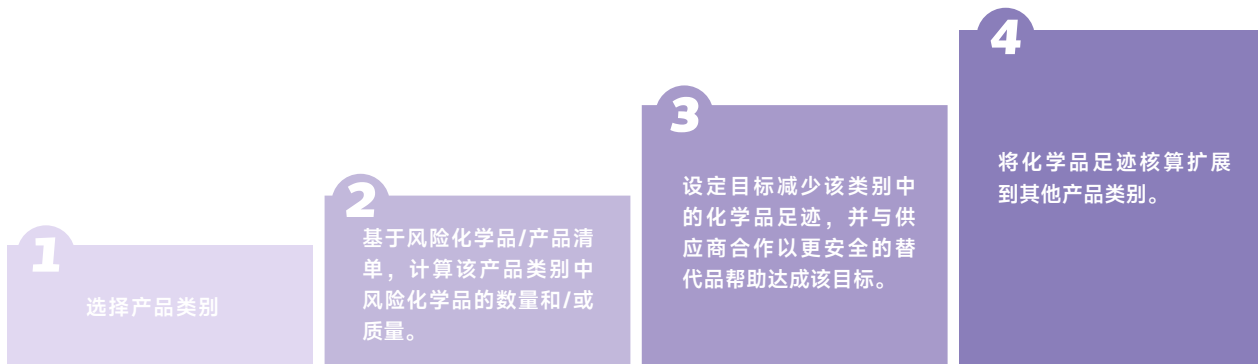 1
选择产品类别
2
基于风险化学品/产品清
单，计算该产品类别中
风险化学品的数量和/或
质量。
3
设定目标减少该类别中
的化学品足迹，并与供
应商合作以更安全的替
代品帮助达成该目标。
4
将化学品足迹核算扩展
到其他产品类别。